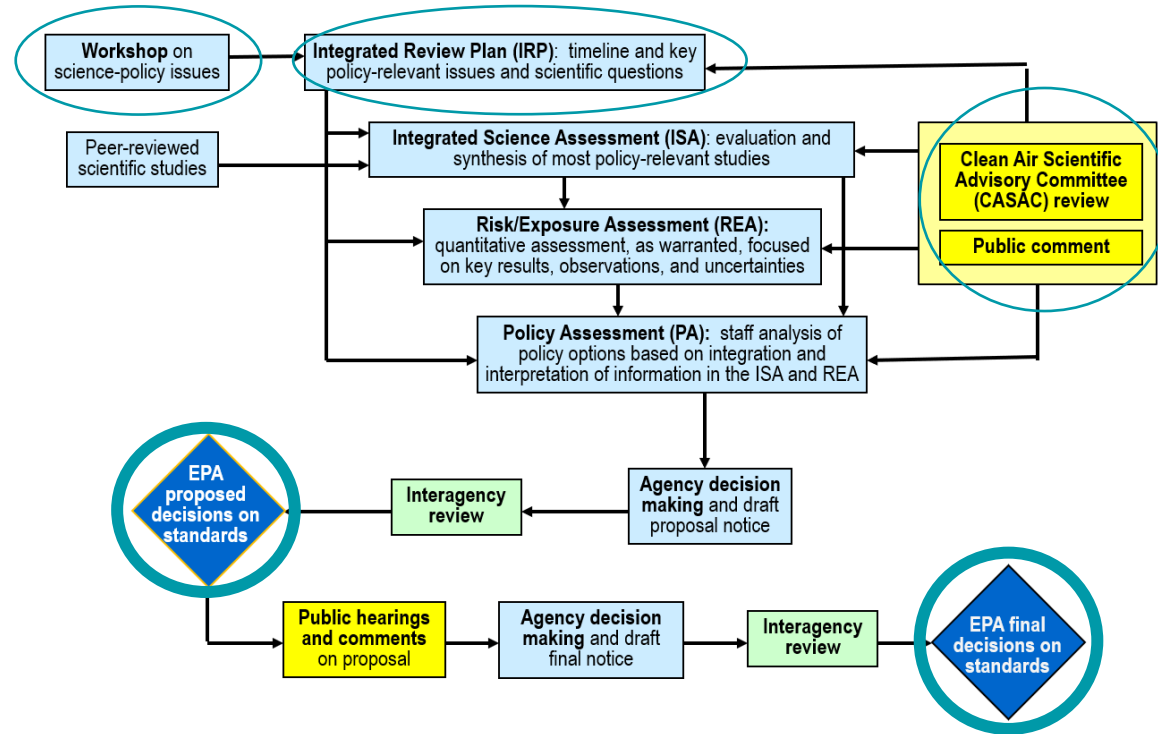 Workshop on
science-policy issues
Integrated Review Plan (IRP):  timeline and key
policy-relevant issues and scientific questions
Peer-reviewed
scientific studies
Integrated Science Assessment (ISA): evaluation and
synthesis of most policy-relevant studies
Clean Air Scientific
Advisory Committee
(CASAC) review
Public comment
Risk/Exposure Assessment (REA):
quantitative assessment, as warranted, focused
on key results, observations, and uncertainties
Policy Assessment (PA):  staff analysis of
policy options based on integration and
interpretation of information in the ISA and REA
Agency decision
making and draft
proposal notice
Interagency
review
EPA
proposed
decisions on
standards
Public hearings
and comments
on proposal
Agency decision
making and draft
final notice
Interagency
review
EPA final
decisions on
standards